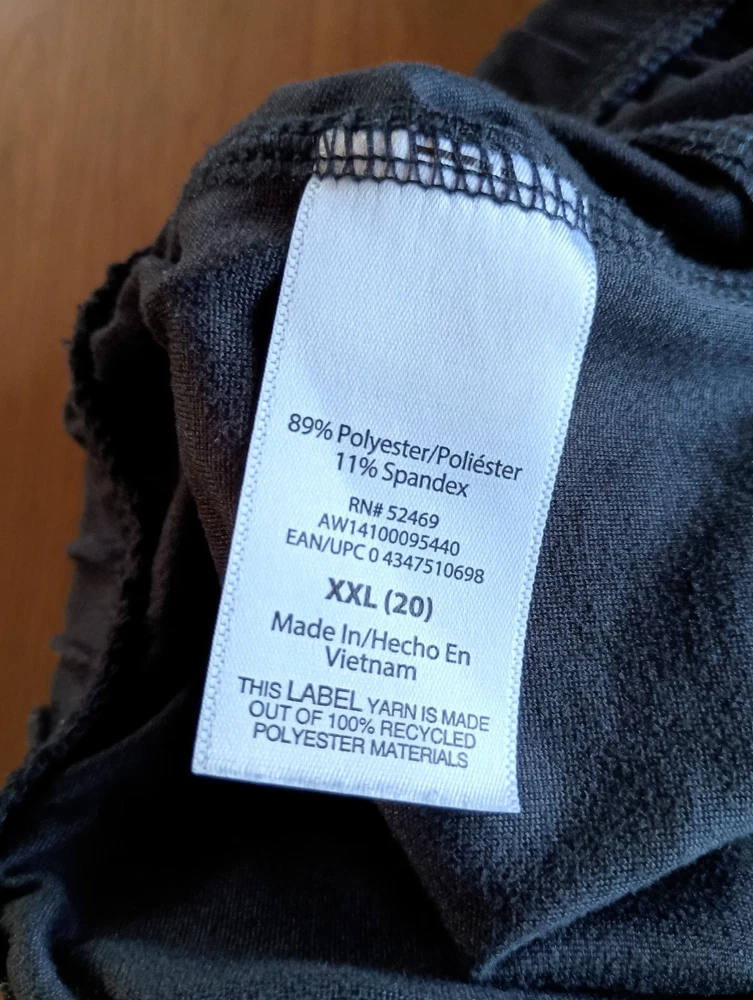 89% Polyester/Poliéster
11% Spandex
RN# 52469
AW14100095440
EAN/UPC 0 4347510698
XXL (20)
Made In/Hecho En
Vietnam
THIS LABEL YARN IS MADE
OUT OF 100% RECYCLED
POLYESTER MATERIALS